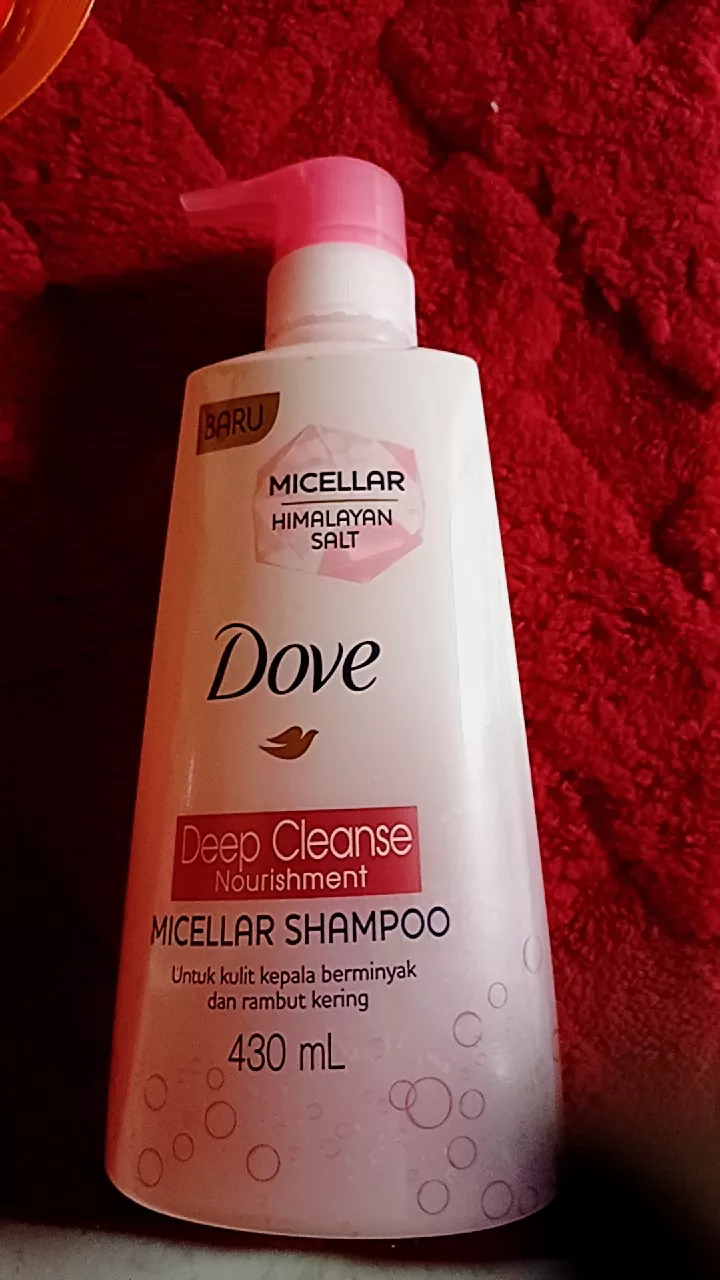 BARU
MICELLAR
HIMALAYAN
SALT
Dove
Deep Cleanse
Nourishment
MICELLAR SHAMPOO
Untuk kulit kepala berminyak
dan rambut kering
430 mL